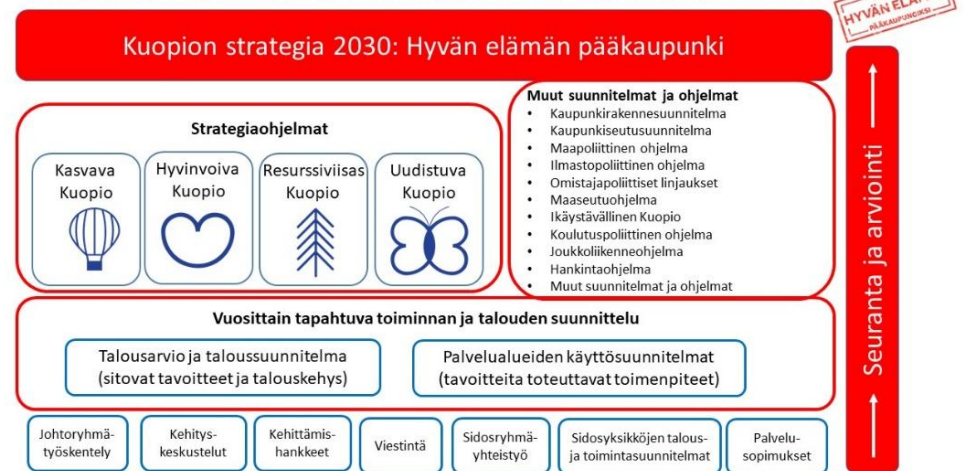 HYVÄN ELÄMÄN
PÄÄKAUPUNGIKSI
Kuopion strategia 2030: Hyvän elämän pääkaupunki
Strategiaohjelmat
Kasvava
Kuopio
Hyvinvoiva
Kuopio
Resurssiviisas
Kuopio
Uudistuva
Kuopio
Muut suunnitelmat ja ohjelmat
• Kaupunkirakennesuunnitelma
• Kaupunkiseutusuunnitelma
• Maapoliittinen ohjelma
• Ilmastopoliittinen ohjelma
• Omistajapoliittiset linjaukset
• Maaseutuohjelma
• Ikäystävällinen Kuopio
• Koulutuspoliittinen ohjelma
• Joukkoliikenneohjelma
• Hankintaohjelma
• Muut suunnitelmat ja ohjelmat
Vuosittain tapahtuva toiminnan ja talouden suunnittelu
Talousarvio ja taloussuunnitelma
(sitovat tavoitteet ja talouskehys)
Palvelualueiden käyttösuunnitelmat
(tavoitteita toteuttavat toimenpiteet)
Johtoryhmä-
työskentely
Kehitys-
keskustelut
Kehittämis-
hankkeet
Viestintä
Sidosryhmä-
yhteistyö
Sidosyksikköjen talous-
ja toimintasuunnitelmat
Palvelu-
sopimukset
Seuranta ja arviointi